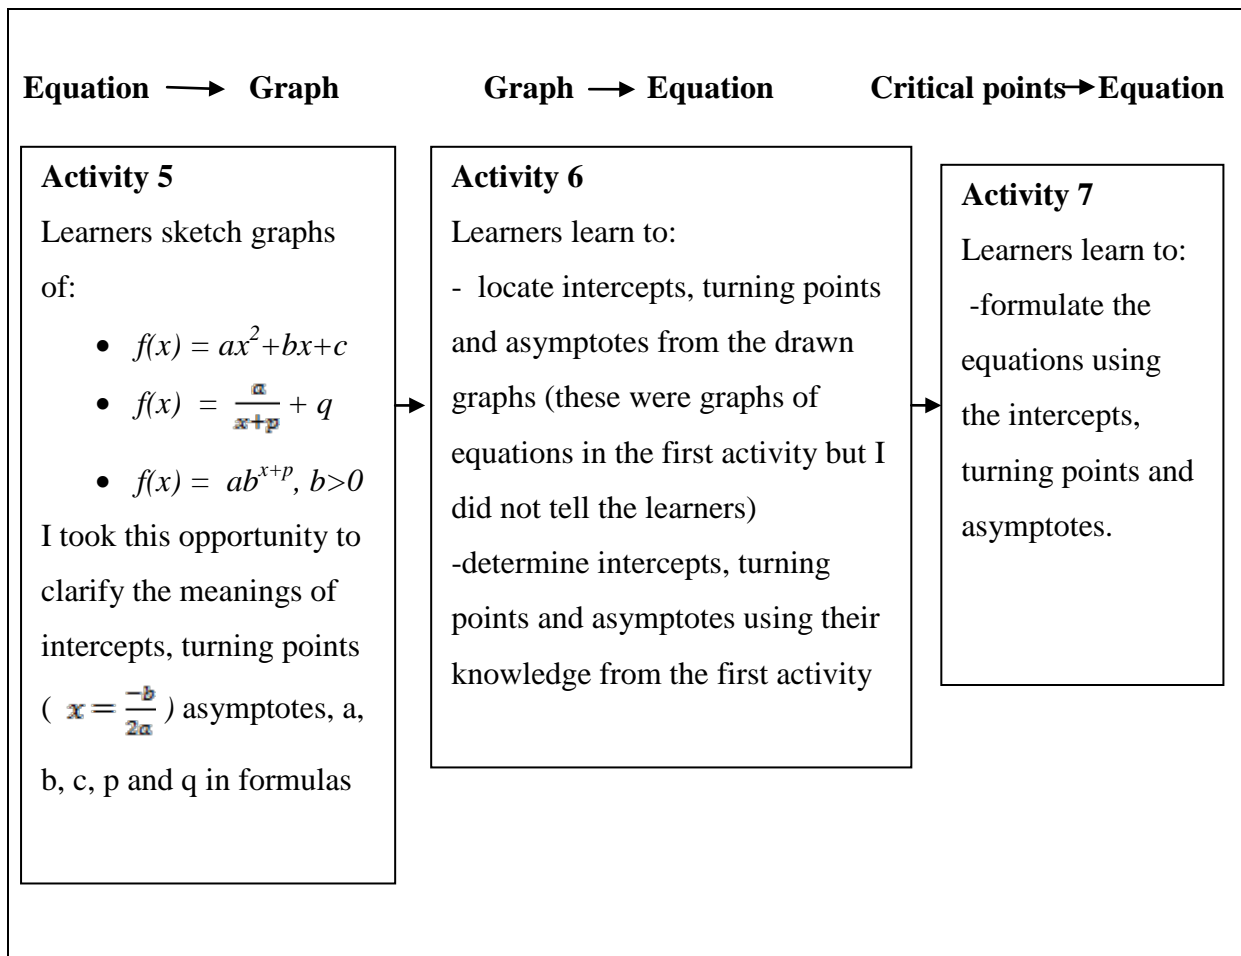 Equation → Graph
Graph → Equation
Critical points → Equation
Activity 5
Learners sketch graphs
of:
• f(x) = ax²+bx+c
• f(x) = a/(x+p) + q
• f(x) = abˣ⁺ᵖ, b>0
I took this opportunity to
clarify the meanings of
intercepts, turning points
( x = -b/2a ) asymptotes, a,
b, c, p and q in formulas
Activity 6
Learners learn to:
- locate intercepts, turning points
and asymptotes from the drawn
graphs (these were graphs of
equations in the first activity but I
did not tell the learners)
-determine intercepts, turning
points and asymptotes using their
knowledge from the first activity
Activity 7
Learners learn to:
-formulate the
equations using
the intercepts,
turning points and
asymptotes.